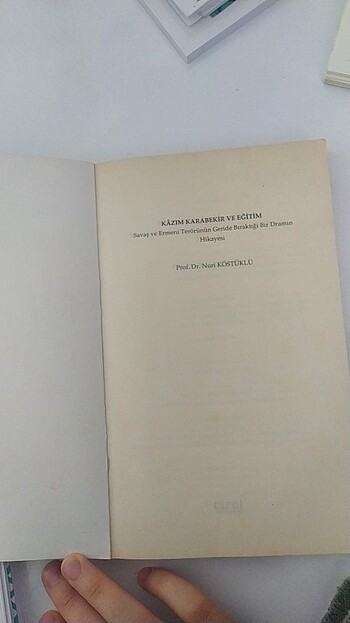 KÂZIM KARABEKİR VE EĞİTİM
Savaş ve Ermeni Terörünün Geride Bıraktığı Bir Dramın
Hikayesi
Prof. Dr. Nuri KÖSTÜKLÜ